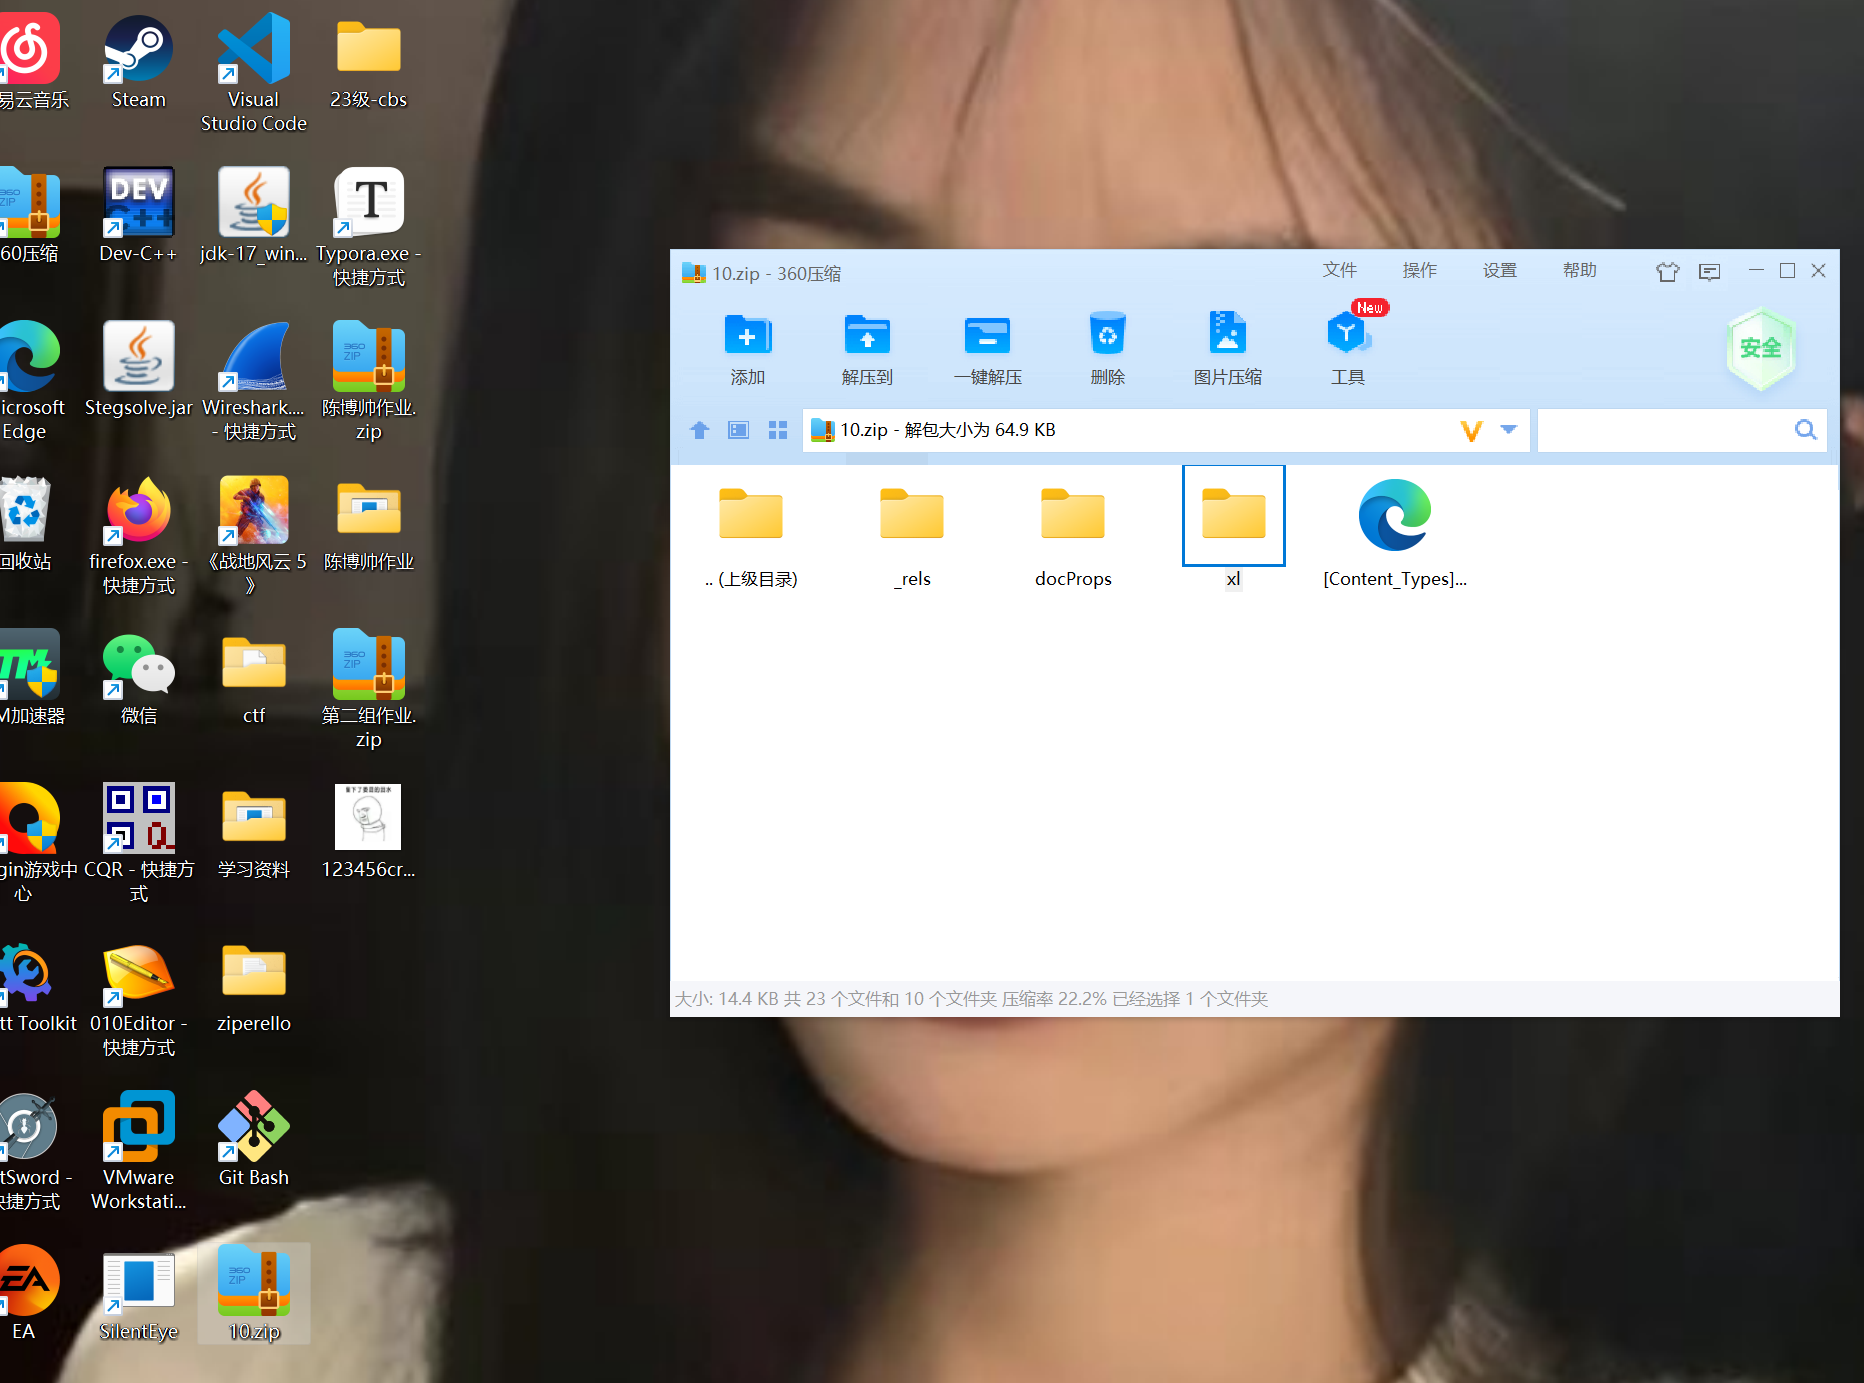 易云音乐
Steam
Visual
Studio Code
23级-cbs
60压缩
Dev-C++
jdk-17_win...
Typora.exe -
快捷方式
icrosoft
Edge
Stegsolve.jar
Wireshark....
- 快捷方式
陈博帅作业.
zip
回收站
firefox.exe -
快捷方式
《战地风云 5
》
陈博帅作业
M加速器
微信
ctf
第二组作业.
zip
gin游戏中
心
CQR - 快捷方
式
学习资料
123456cr...
tt Toolkit
010Editor -
快捷方式
ziperello
tSword -
快捷方式
VMware
Workstati...
Git Bash
EA
SilentEye
10.zip
10.zip - 360压缩
文件
操作
设置
帮助
添加
解压到
一键解压
删除
图片压缩
New
工具
安全
10.zip - 解包大小为 64.9 KB
.. (上级目录)
_rels
docProps
xl
[Content_Types]...
大小: 14.4 KB 共 23 个文件和 10 个文件夹 压缩率 22.2% 已经选择 1 个文件夹